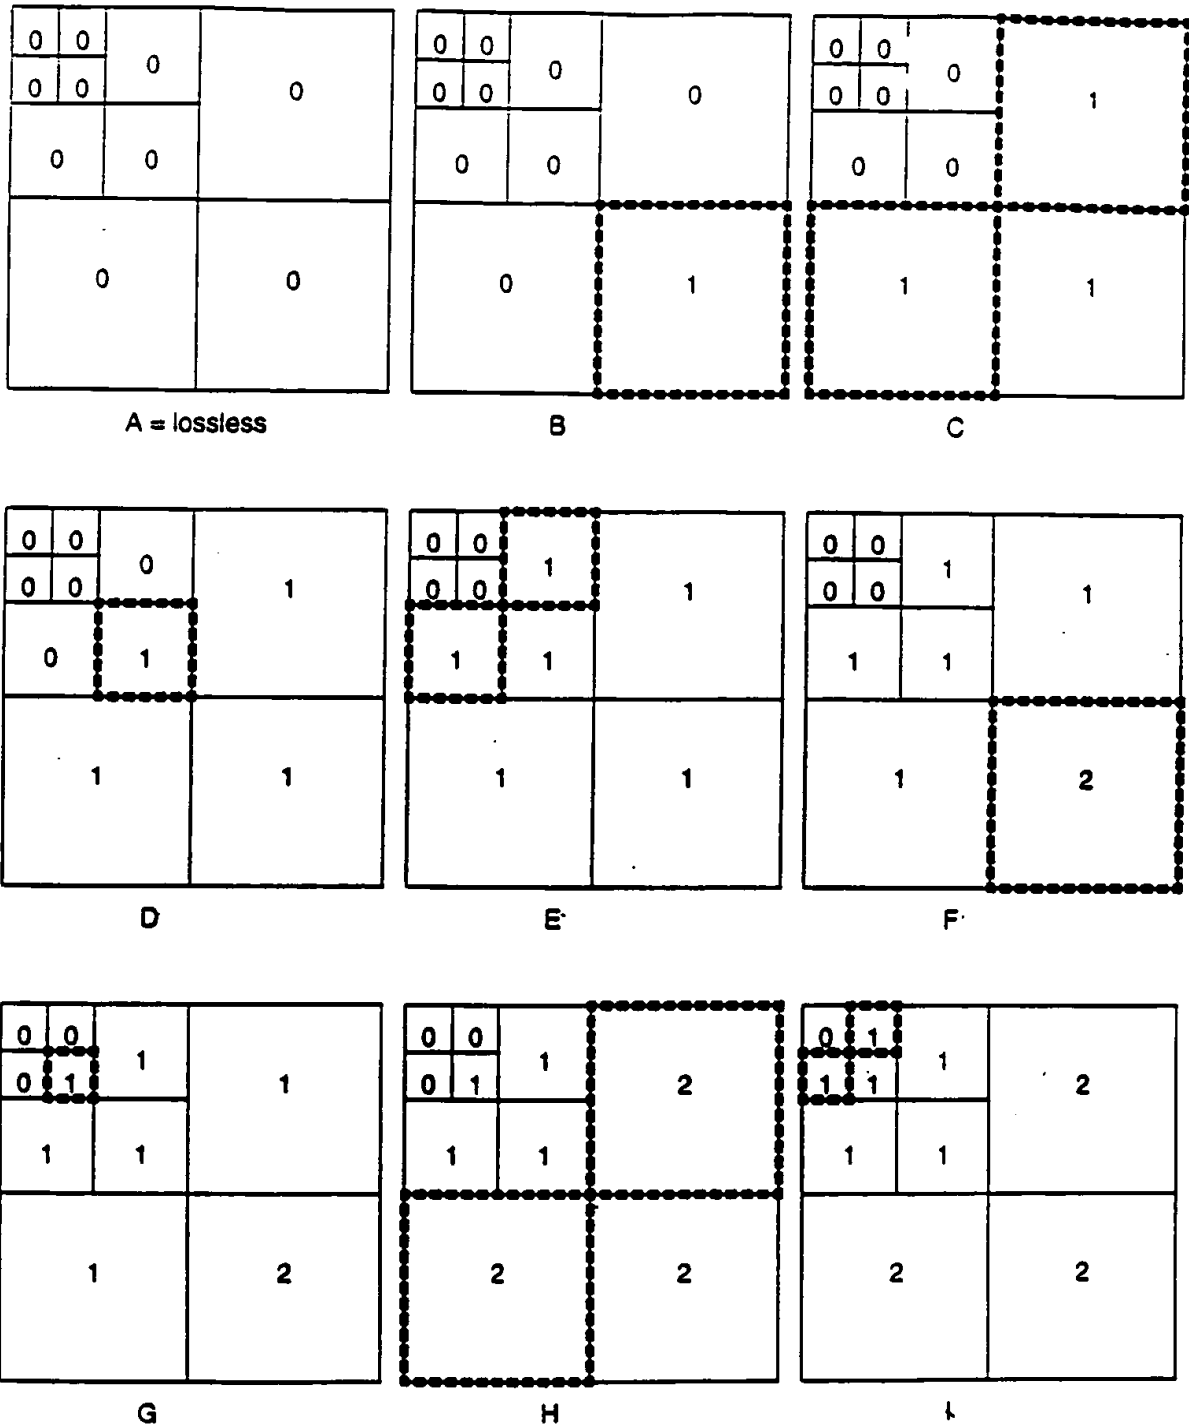 0 0 0 0 0 0 0
0 0 0 0 0 1
0 0 0 0 0 0
0 0 0 0 0 0
0 0 0 1 1 1
A = lossless B C
0 0 0 1 0 0 1 1 0 0 1 1
0 0 0 0 0 0
0 1 1 1 1 1
1 1 1 1 1 2
D E F
0 0 1 1 0 0 1 2 0 1 1 2
0 1 0 1 1 1
1 1 1 1 1 1
1 2 2 2 2 2
G H I